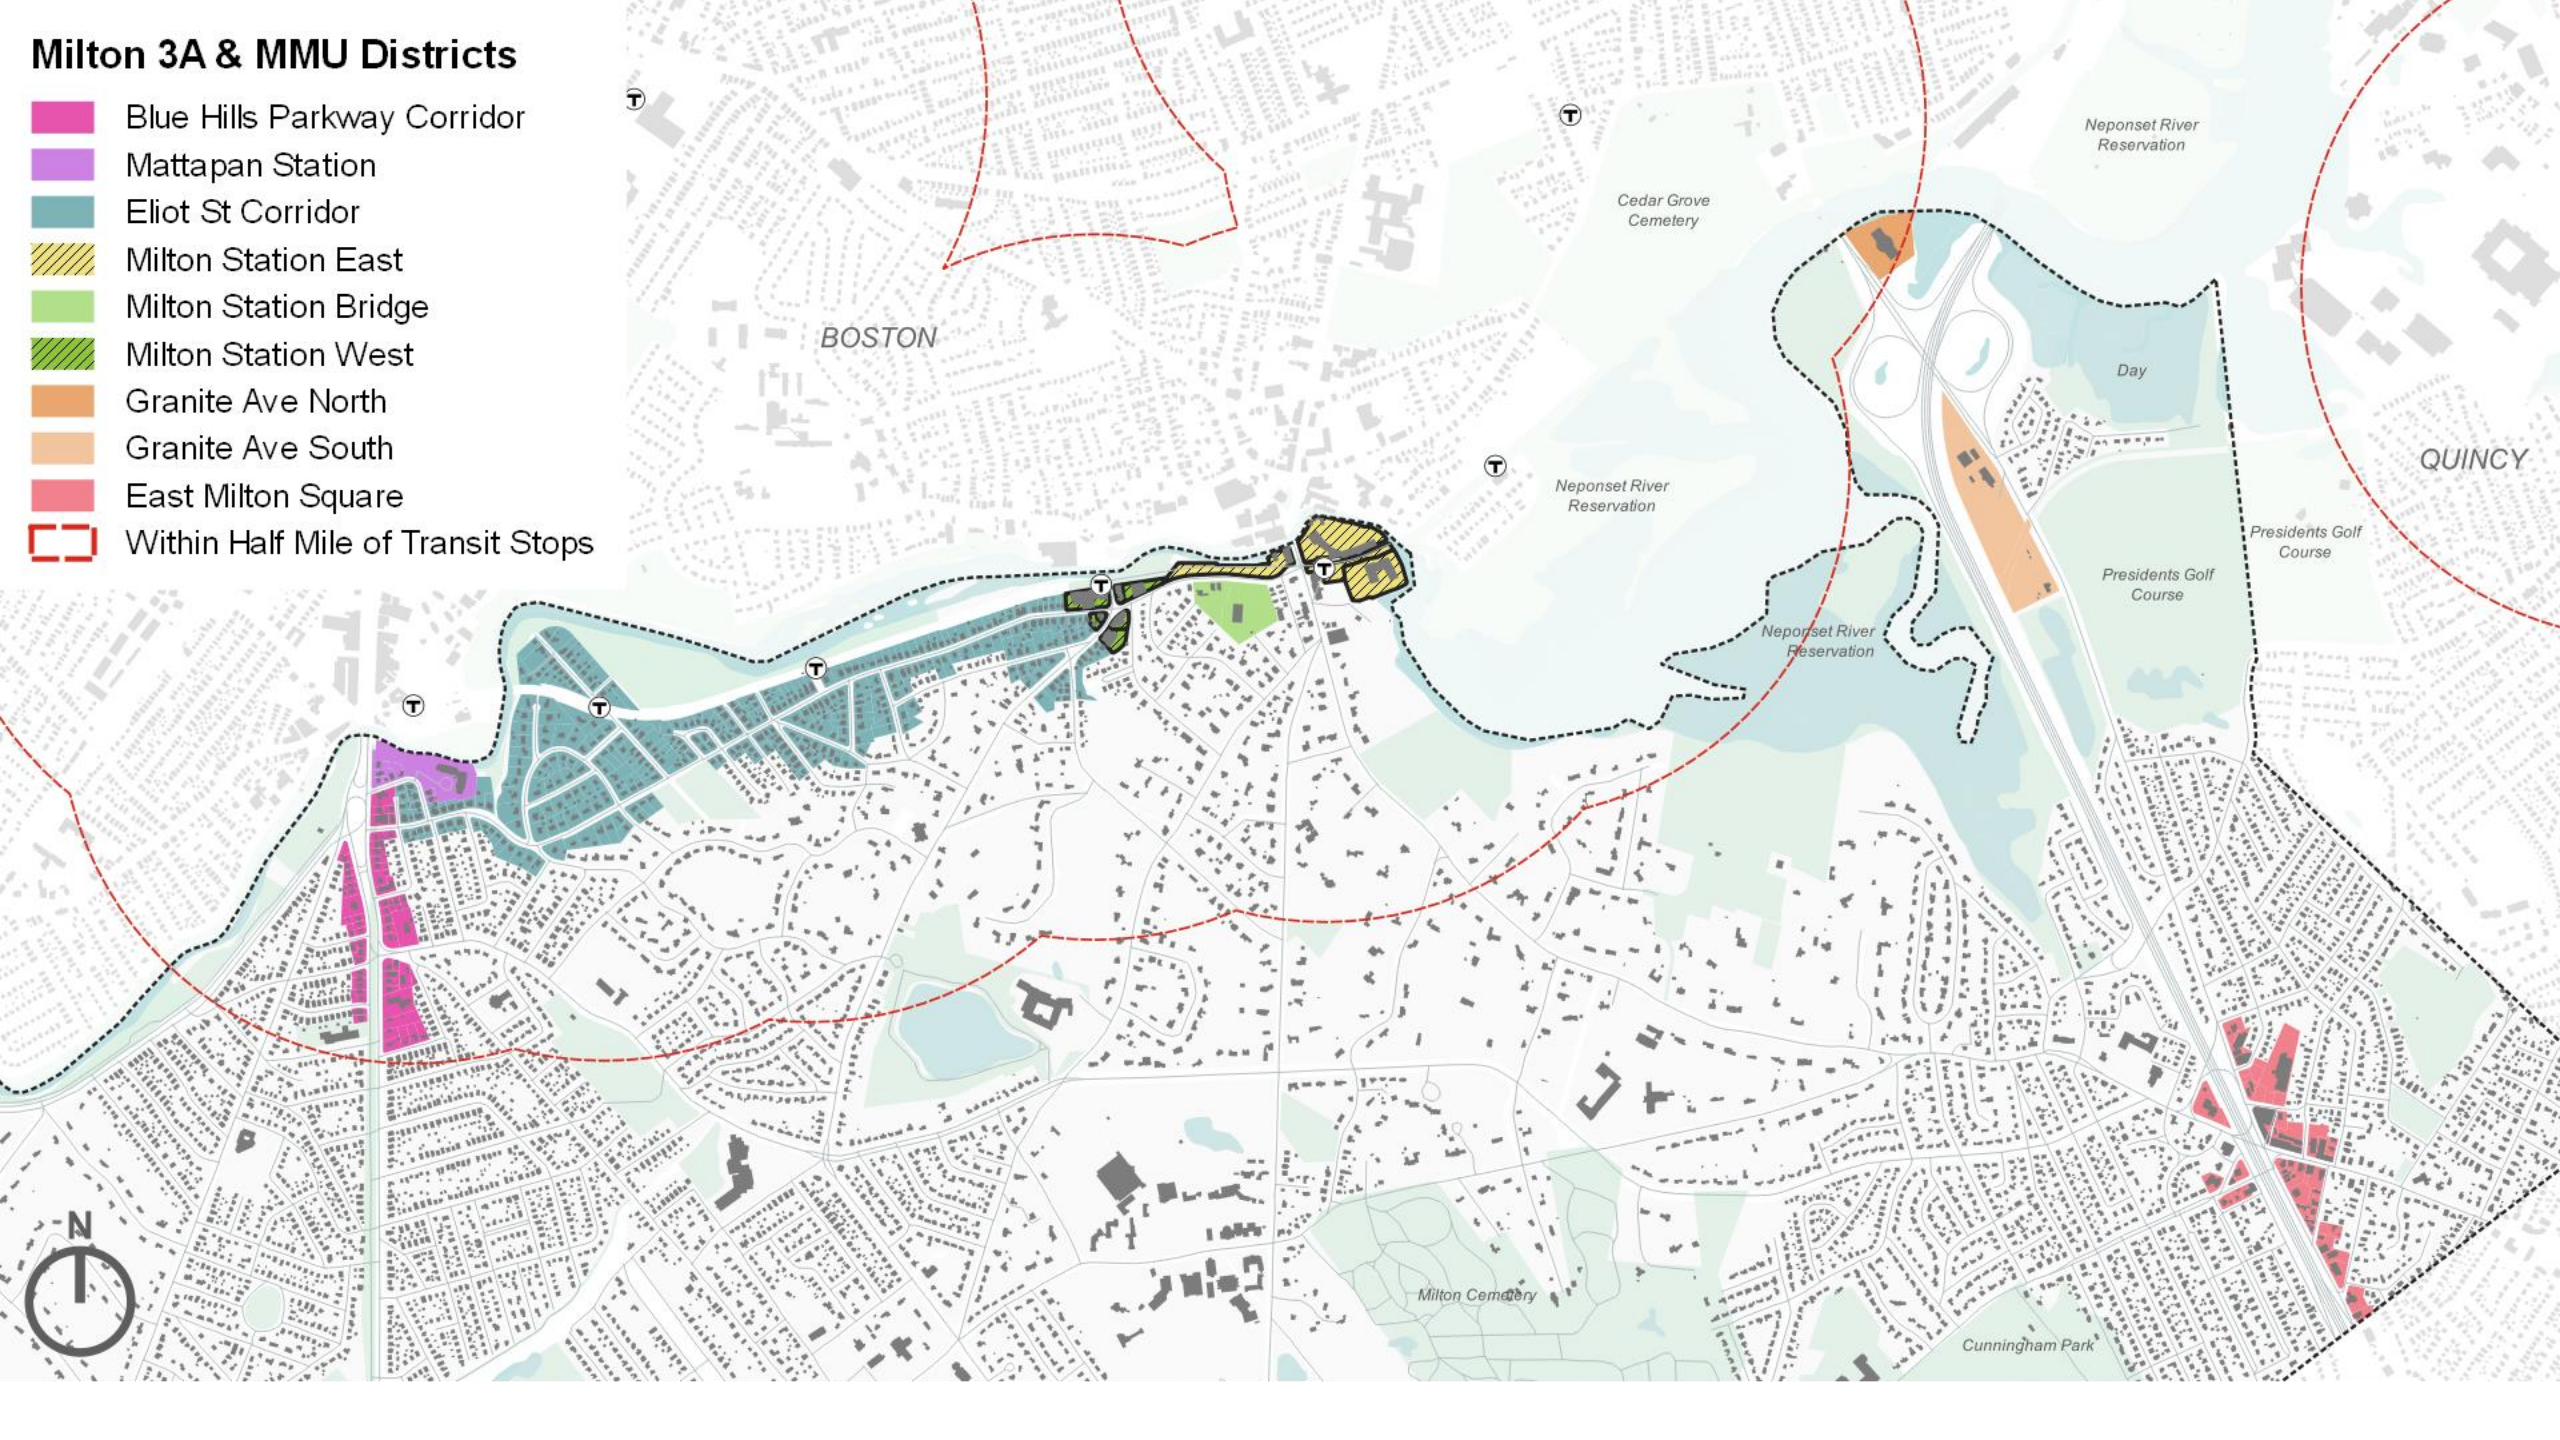 Milton 3A & MMU Districts
Blue Hills Parkway Corridor
Mattapan Station
Eliot St Corridor
Milton Station East
Milton Station Bridge
Milton Station West
Granite Ave North
Granite Ave South
East Milton Square
Within Half Mile of Transit Stops
T
T
Neponset River
Reservation
Cedar Grove
Cemetery
BOSTON
Day
QUINCY
T
Neponset River
Reservation
Presidents Golf
Course
Presidents Golf
Course
T
T
Neponset River
Reservation
T
T
T
N
Milton Cemetery
Cunningham Park